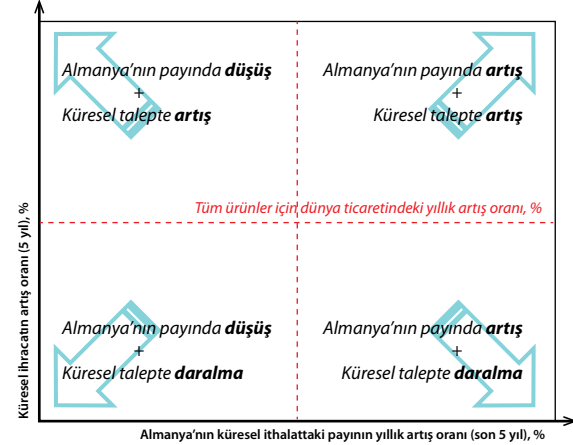 Almanya’nın payında düşüş
+
Küresel talepte artış
Almanya’nın payında artış
+
Küresel talepte artış
Tüm ürünler için dünya ticaretindeki yıllık artış oranı, %
Almanya’nın payında düşüş
+
Küresel talepte daralma
Almanya’nın payında artış
+
Küresel talepte daralma
Küresel ihracatın artış oranı (5 yıl), %
Almanya’nın küresel ithalattaki payının yıllık artış oranı (son 5 yıl), %